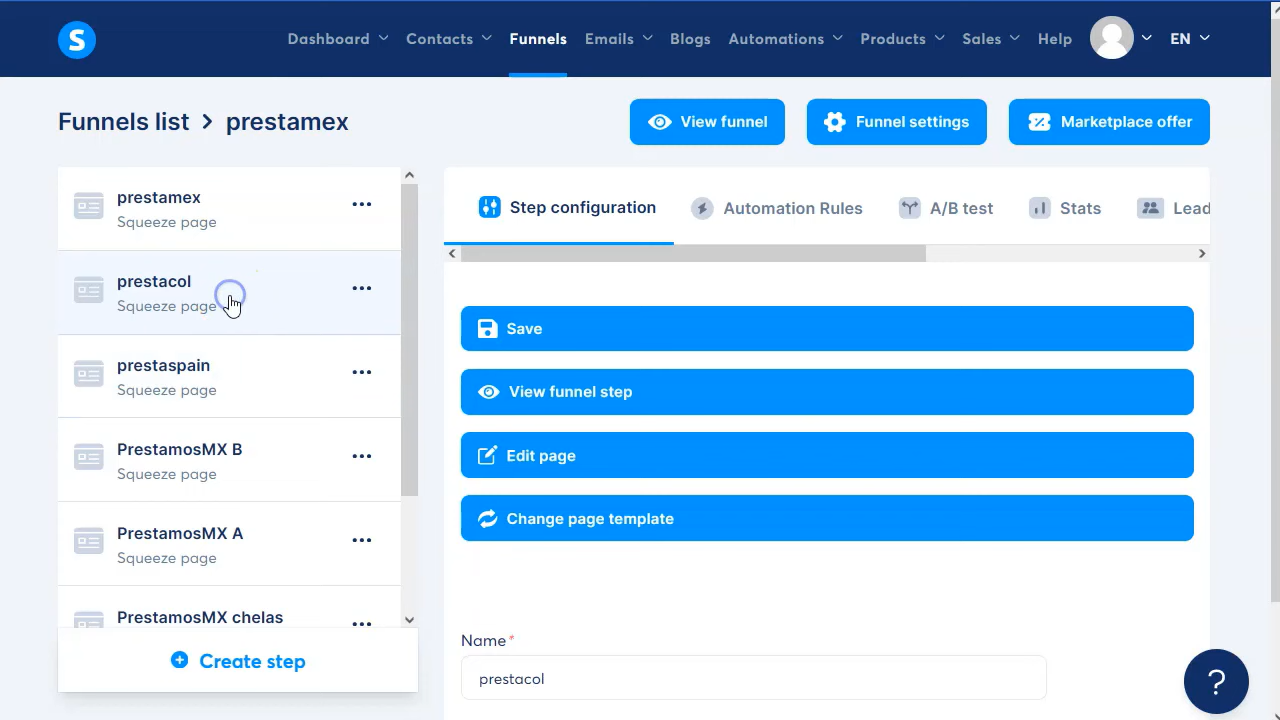 S
Dashboard
Contacts
Funnels
Emails
Blogs
Automations
Products
Sales
Help
EN
Funnels list > prestamex
View funnel
Funnel settings
Marketplace offer
prestamex
Squeeze page
prestacol
Squeeze page
prestaspain
Squeeze page
PrestamosMX B
Squeeze page
PrestamosMX A
Squeeze page
PrestamosMX chelas
Create step
Step configuration
Automation Rules
A/B test
Stats
Lead
Save
View funnel step
Edit page
Change page template
Name*
prestacol
?